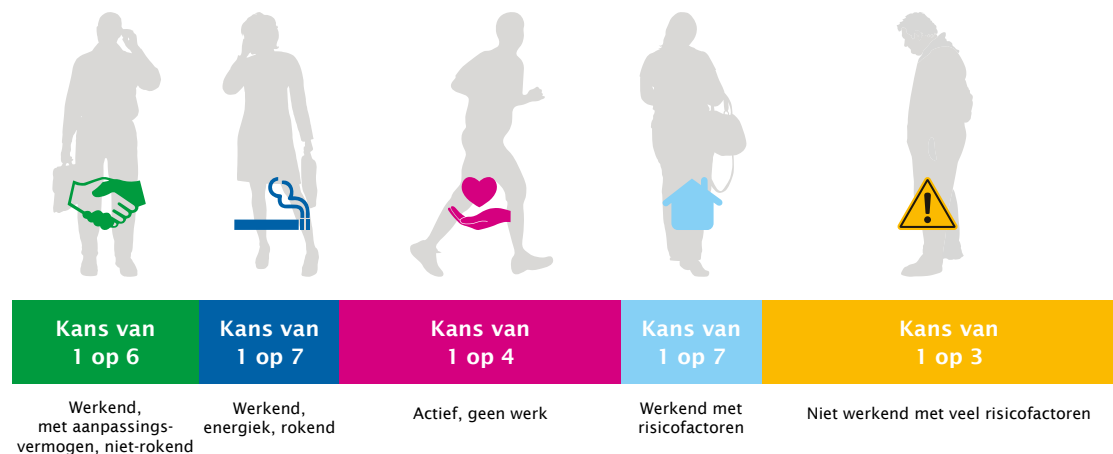 Kans van
1 op 6
Kans van
1 op 7
Kans van
1 op 4
Kans van
1 op 7
Kans van
1 op 3
Werkend,
met aanpassings-
vermogen, niet-rokend
Werkend,
energiek, rokend
Actief, geen werk
Werkend met
risicofactoren
Niet werkend met veel risicofactoren